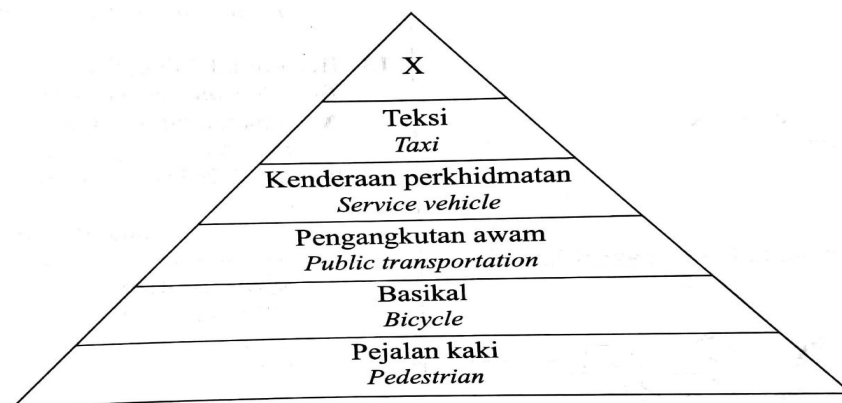 X
Teksi
Taxi
Kenderaan perkhidmatan
Service vehicle
Pengangkutan awam
Public transportation
Basikal
Bicycle
Pejalan kaki
Pedestrian